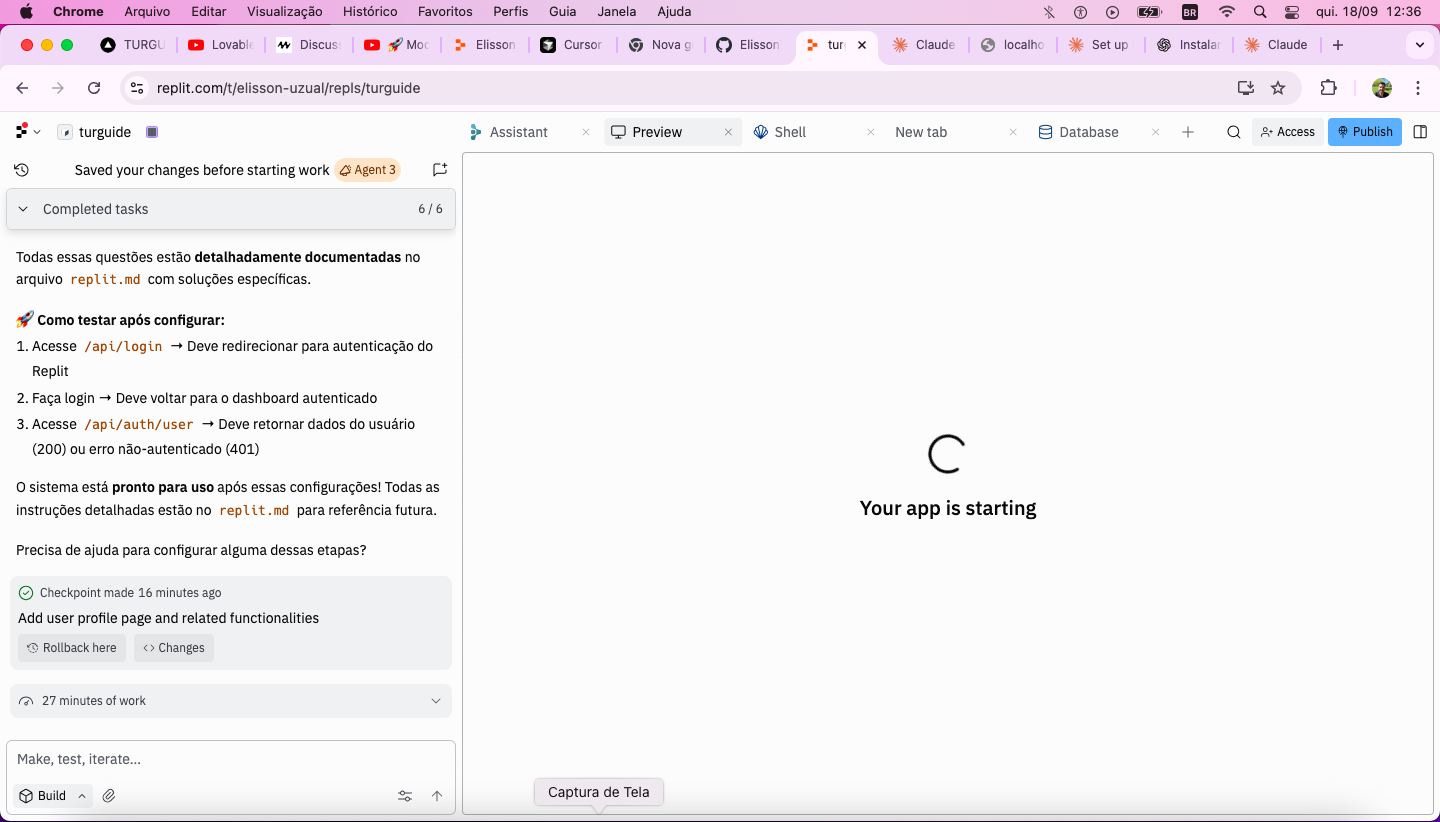 Chrome Arquivo Editar Visualização Histórico Favoritos Perfis Guia Janela Ajuda BR qui. 18/09 12:36
TURGU Lovable Discus Moc Elisson Cursor Nova g Elisson tur Claude localho Set up Instalar Claude
replit.com/t/elisson-uzual/repls/turguide
turguide Assistant Preview Shell New tab Database Access Publish
Saved your changes before starting work Agent 3
Completed tasks 6 / 6
Todas essas questões estão detalhadamente documentadas no
arquivo replit.md com soluções específicas.
🚀 Como testar após configurar:
1. Acesse /api/login → Deve redirecionar para autenticação do
Replit
2. Faça login → Deve voltar para o dashboard autenticado
3. Acesse /api/auth/user → Deve retornar dados do usuário
(200) ou erro não-autenticado (401)
O sistema está pronto para uso após essas configurações! Todas as
instruções detalhadas estão no replit.md para referência futura.
Precisa de ajuda para configurar alguma dessas etapas?
Checkpoint made 16 minutes ago
Add user profile page and related functionalities
Rollback here Changes
27 minutes of work
Make, test, iterate...
Build
Your app is starting
Captura de Tela